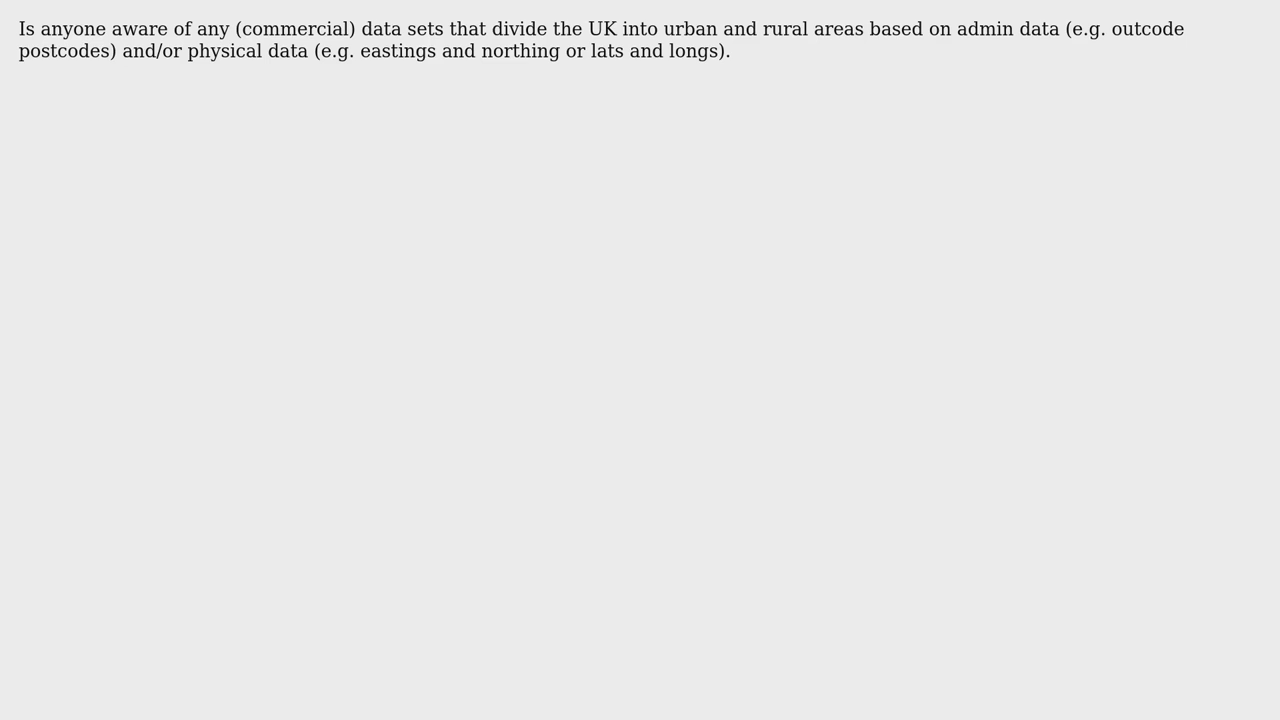 Is anyone aware of any (commercial) data sets that divide the UK into urban and rural areas based on admin data (e.g. outcode
postcodes) and/or physical data (e.g. eastings and northing or lats and longs).